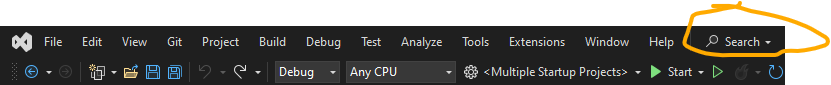 File Edit View Git Project Build Debug Test Analyze Tools Extensions Window Help Search
Debug Any CPU <Multiple Startup Projects> Start